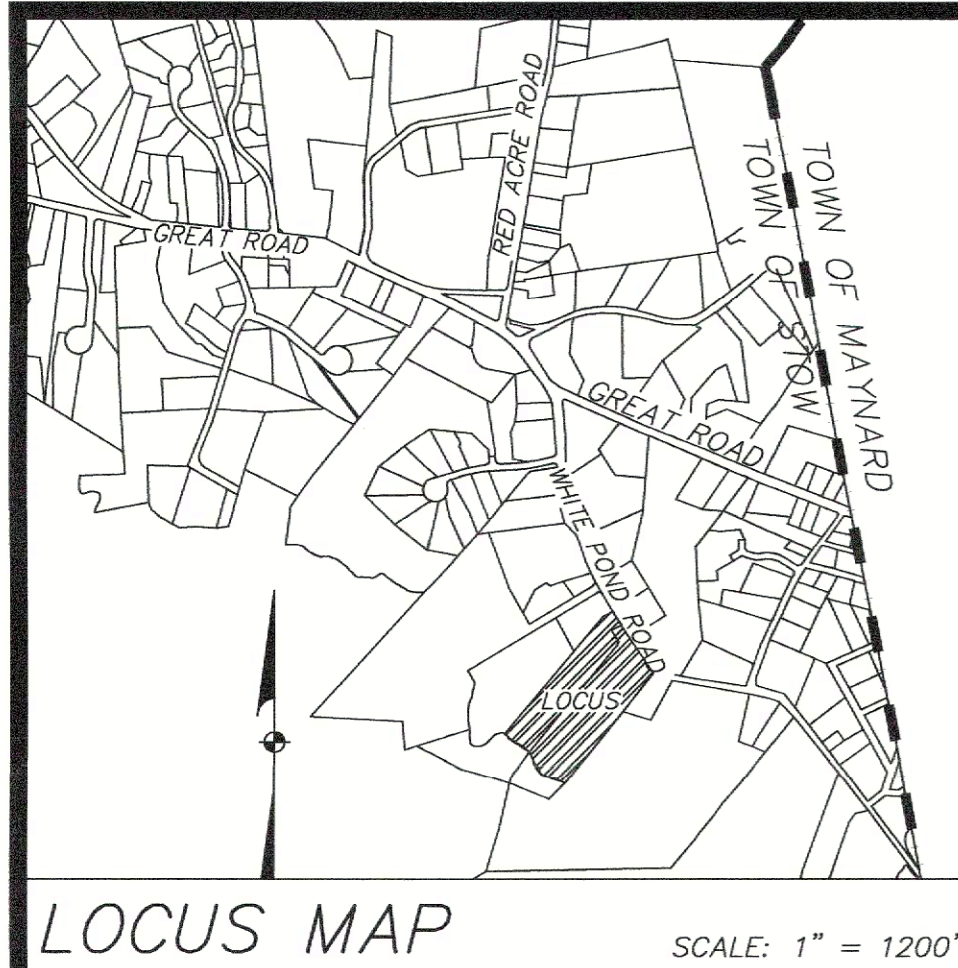 RED ACRE ROAD
TOWN OF MAYNARD
TOWN OF STOW
GREAT ROAD
GREAT ROAD
WHITE POND ROAD
LOCUS
LOCUS MAP
SCALE: 1" = 1200'